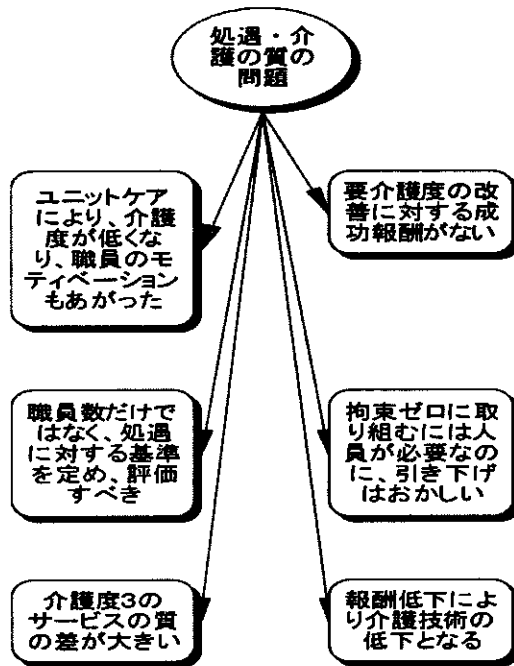 処遇・介
護の質の
問題
ユニットケア
により、介護
度が低くな
り、職員のモ
ティベーション
もあがった
要介護度の改
善に対する成
功報酬がない
職員数だけで
はなく、処遇
に対する基準
を定め、評価
すべき
拘束ゼロに取
り組むには人
員が必要なの
に、引き下げ
はおかしい
介護度3の
サービスの質
の差が大きい
報酬低下によ
り介護技術の
低下となる